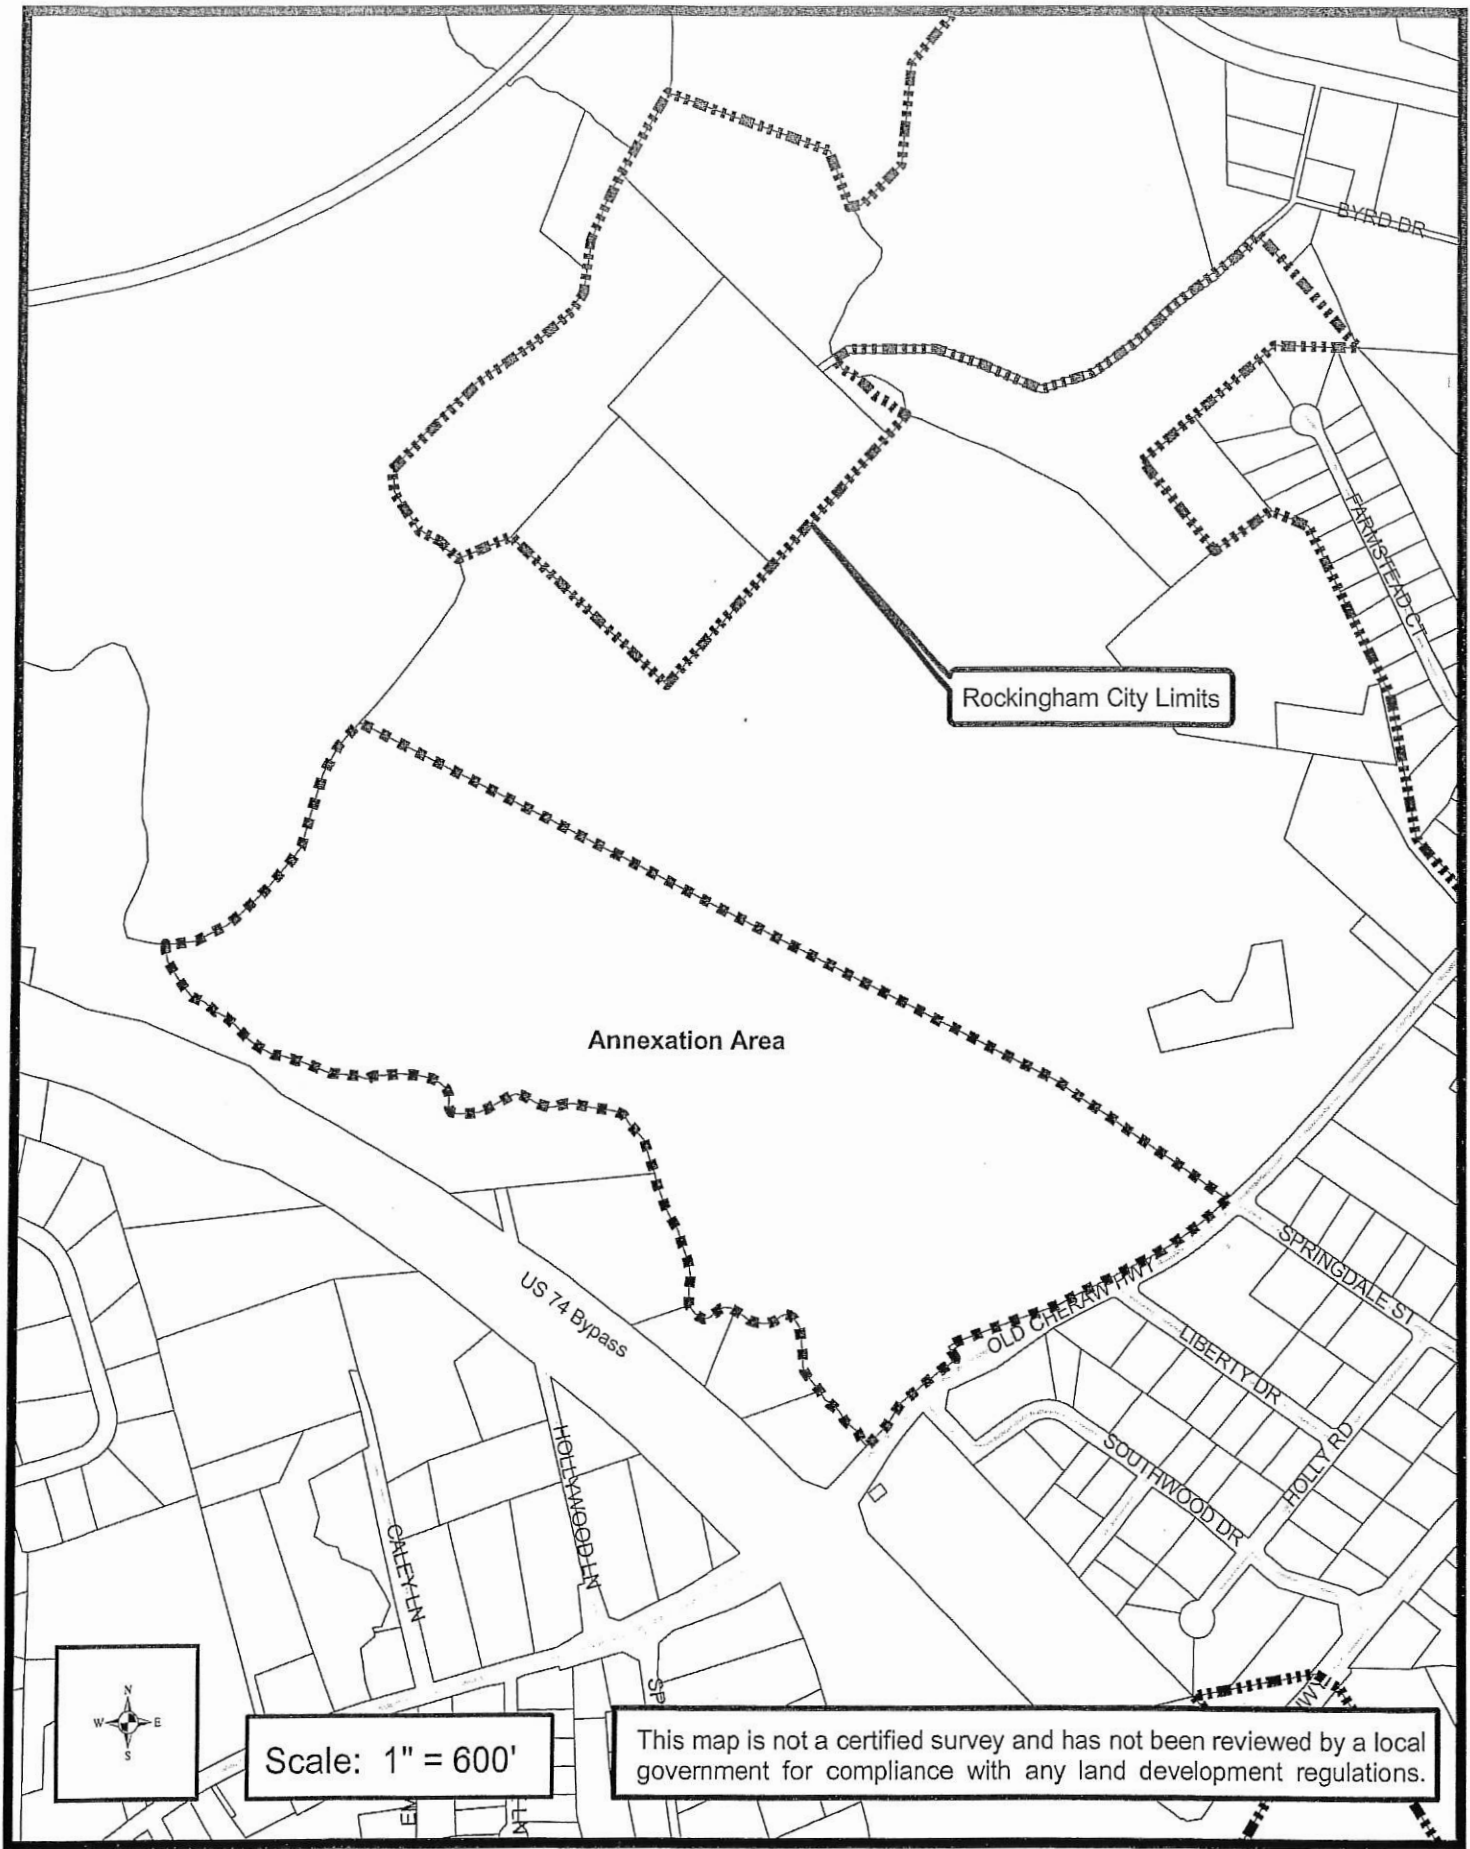 BYRD DR
FARMSTEAD CT
Rockingham City Limits
Annexation Area
US 74 Bypass
OLD CHERAW HWY
SPRINGDALE ST
LIBERTY DR
HOLLY RD
SOUTHWOOD DR
HOLLYWOOD LN
CALEY LN
SP
N
W
E
S
Scale: 1" = 600'
This map is not a certified survey and has not been reviewed by a local
government for compliance with any land development regulations.